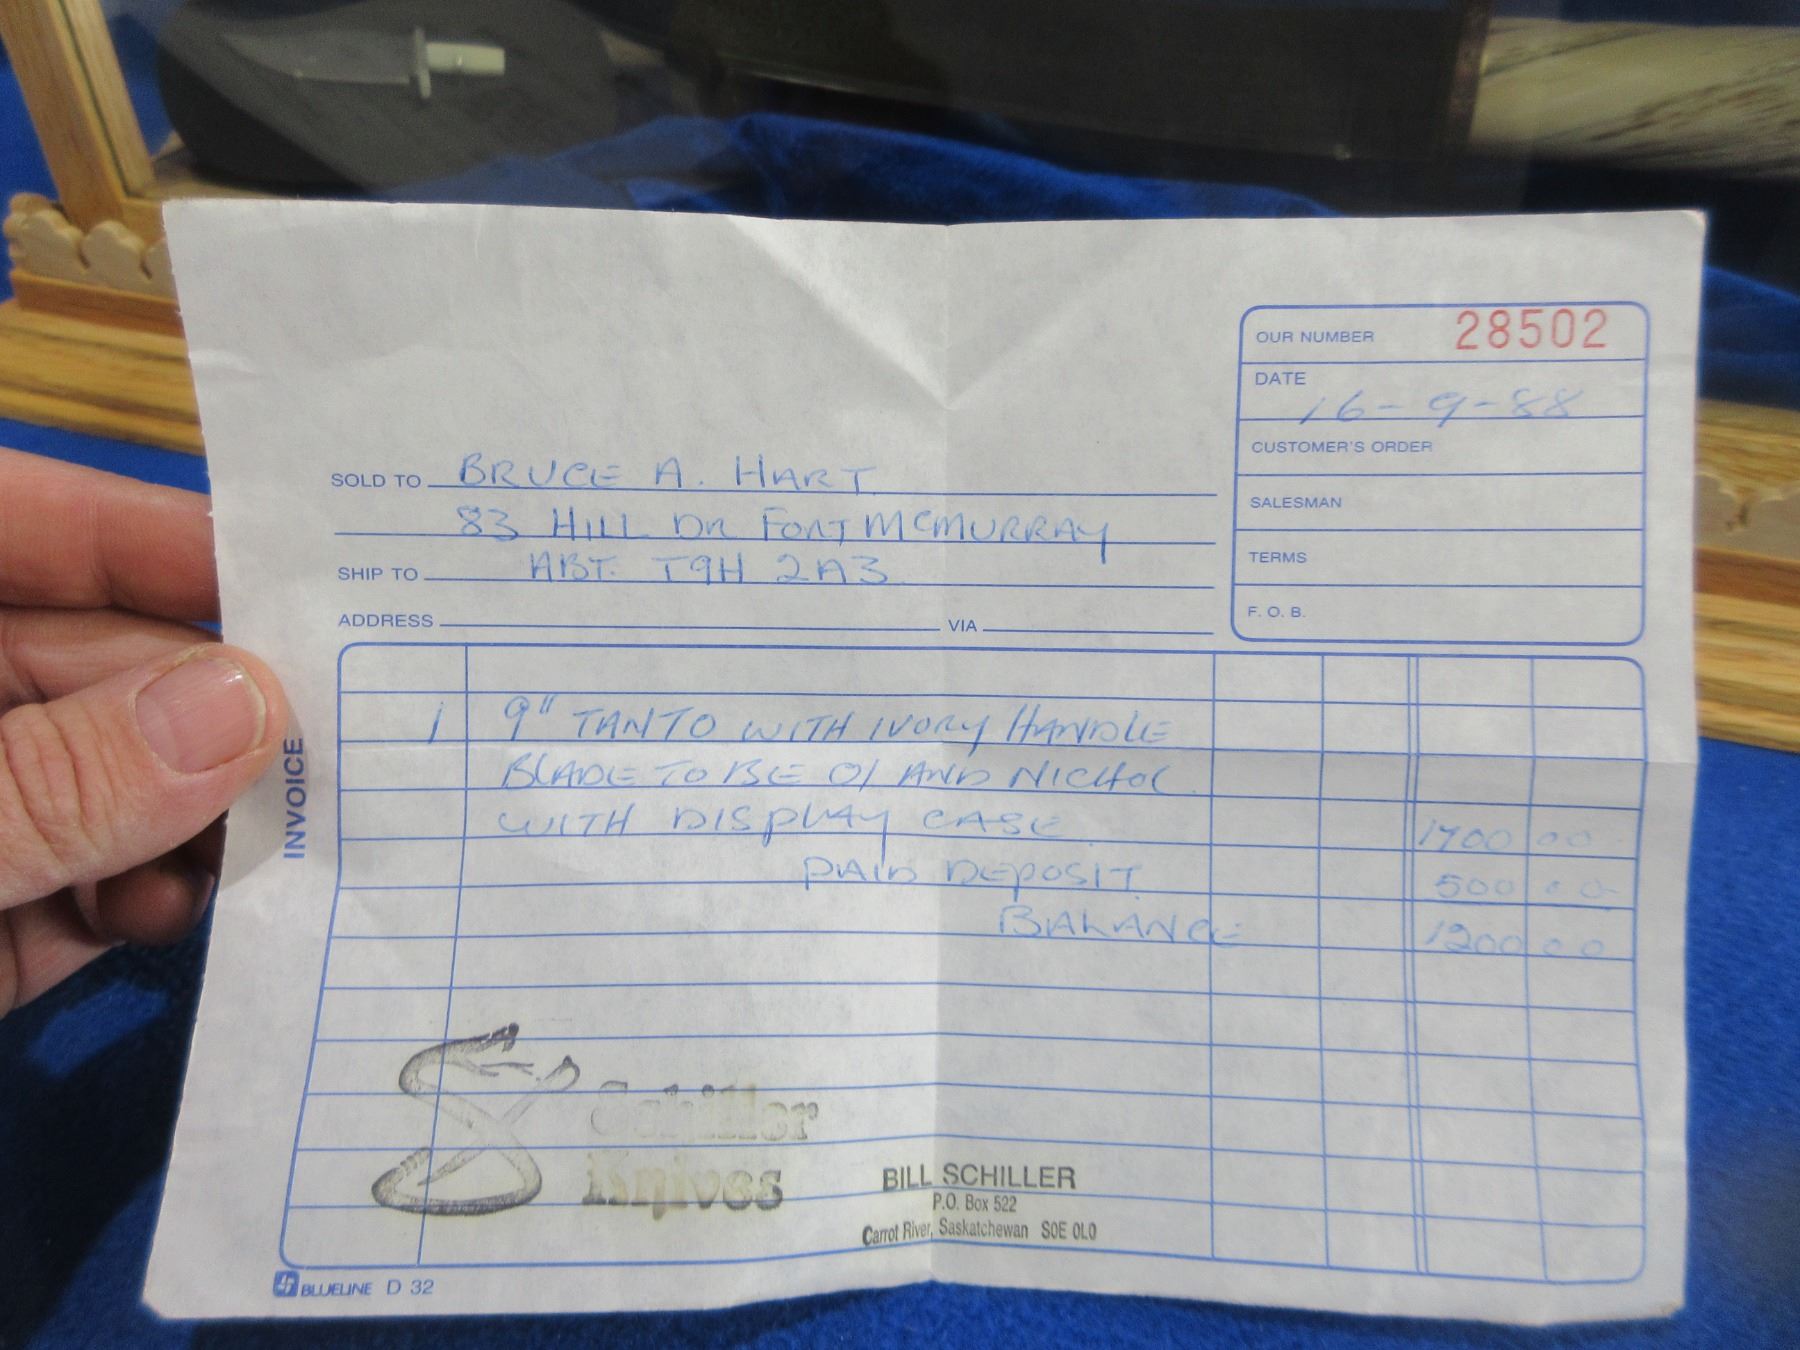 OUR NUMBER 28502
DATE 16-9-88
CUSTOMER'S ORDER
SALESMAN
TERMS
F. O. B.
SOLD TO BRUCE A. HART
83 HILL DR FORT MCMURRAY
SHIP TO ABT. T9H 2A3
ADDRESS VIA
INVOICE
1 9" TANTO WITH IVORY HANDLE
BLADE TO BE 01 AND NICHOL
WITH DISPLAY CASE 1700 00
PAID DEPOSIT 500 00
BALANCE 1200 00
Schiller
Knives
BILL SCHILLER
P.O. Box 522
Carrot River, Saskatchewan S0E 0L0
BLUELINE D 32